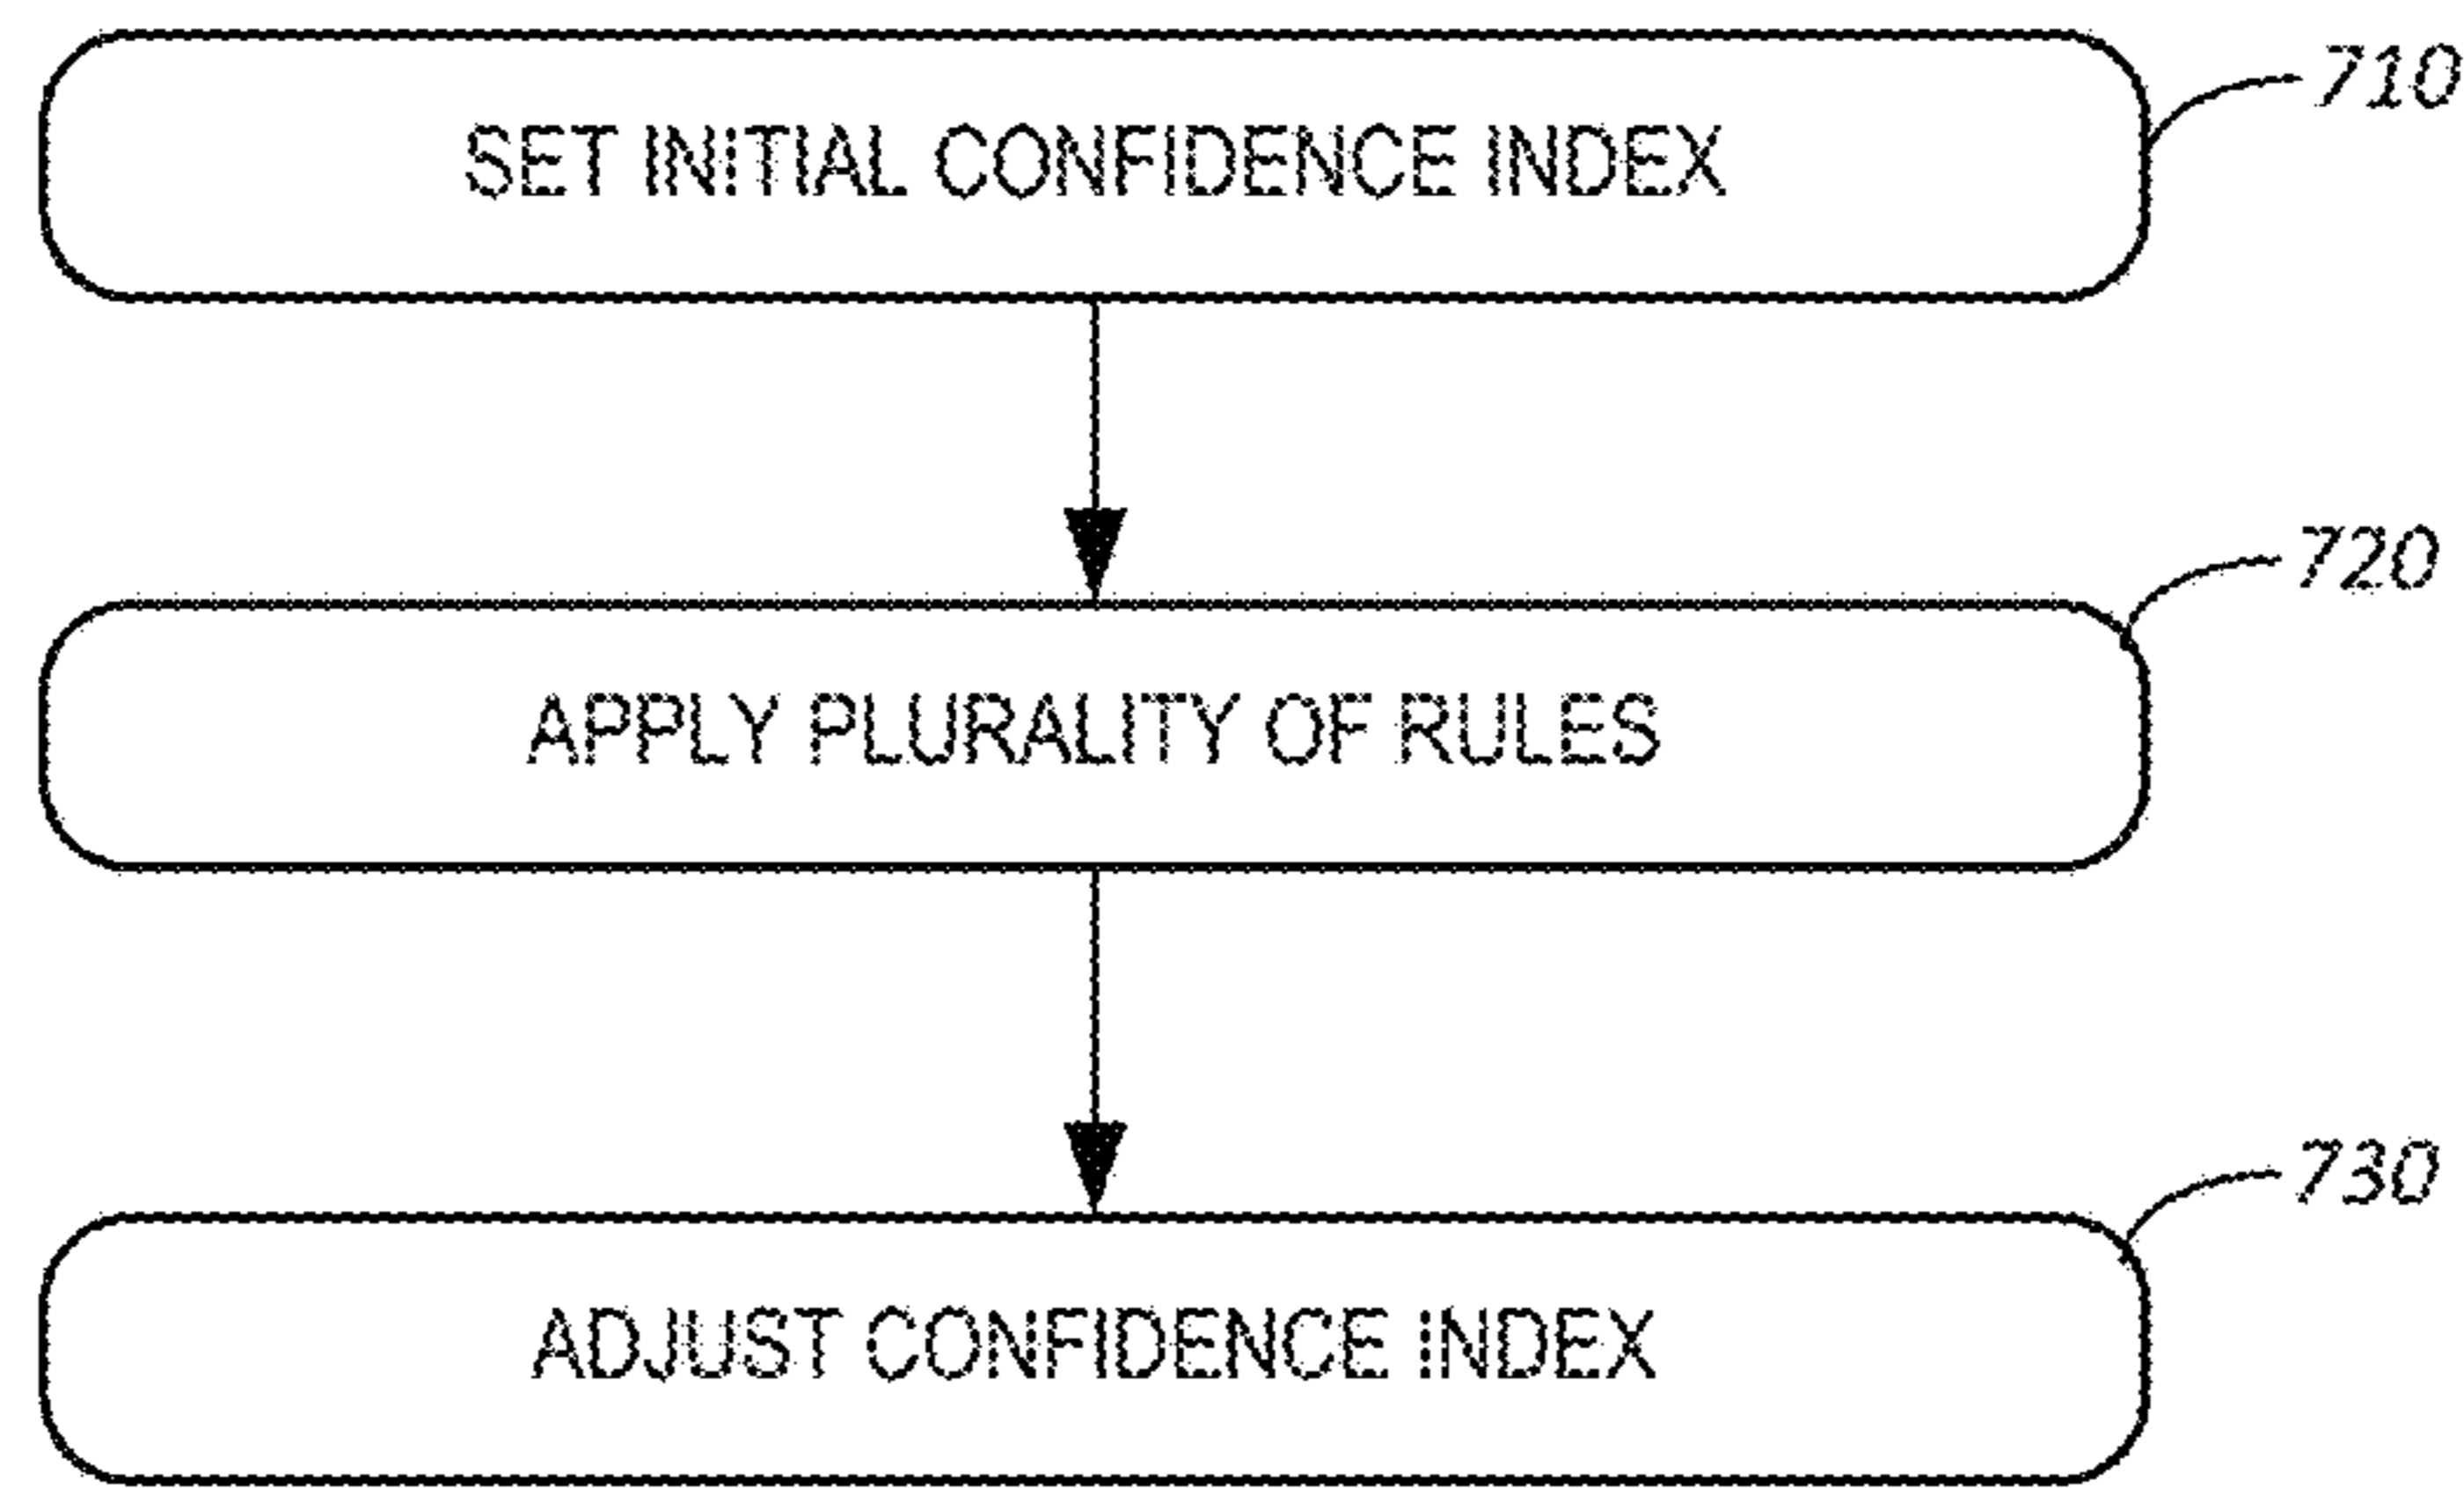 710
SET INITIAL CONFIDENCE INDEX
720
APPLY PLURALITY OF RULES
730
ADJUST CONFIDENCE INDEX